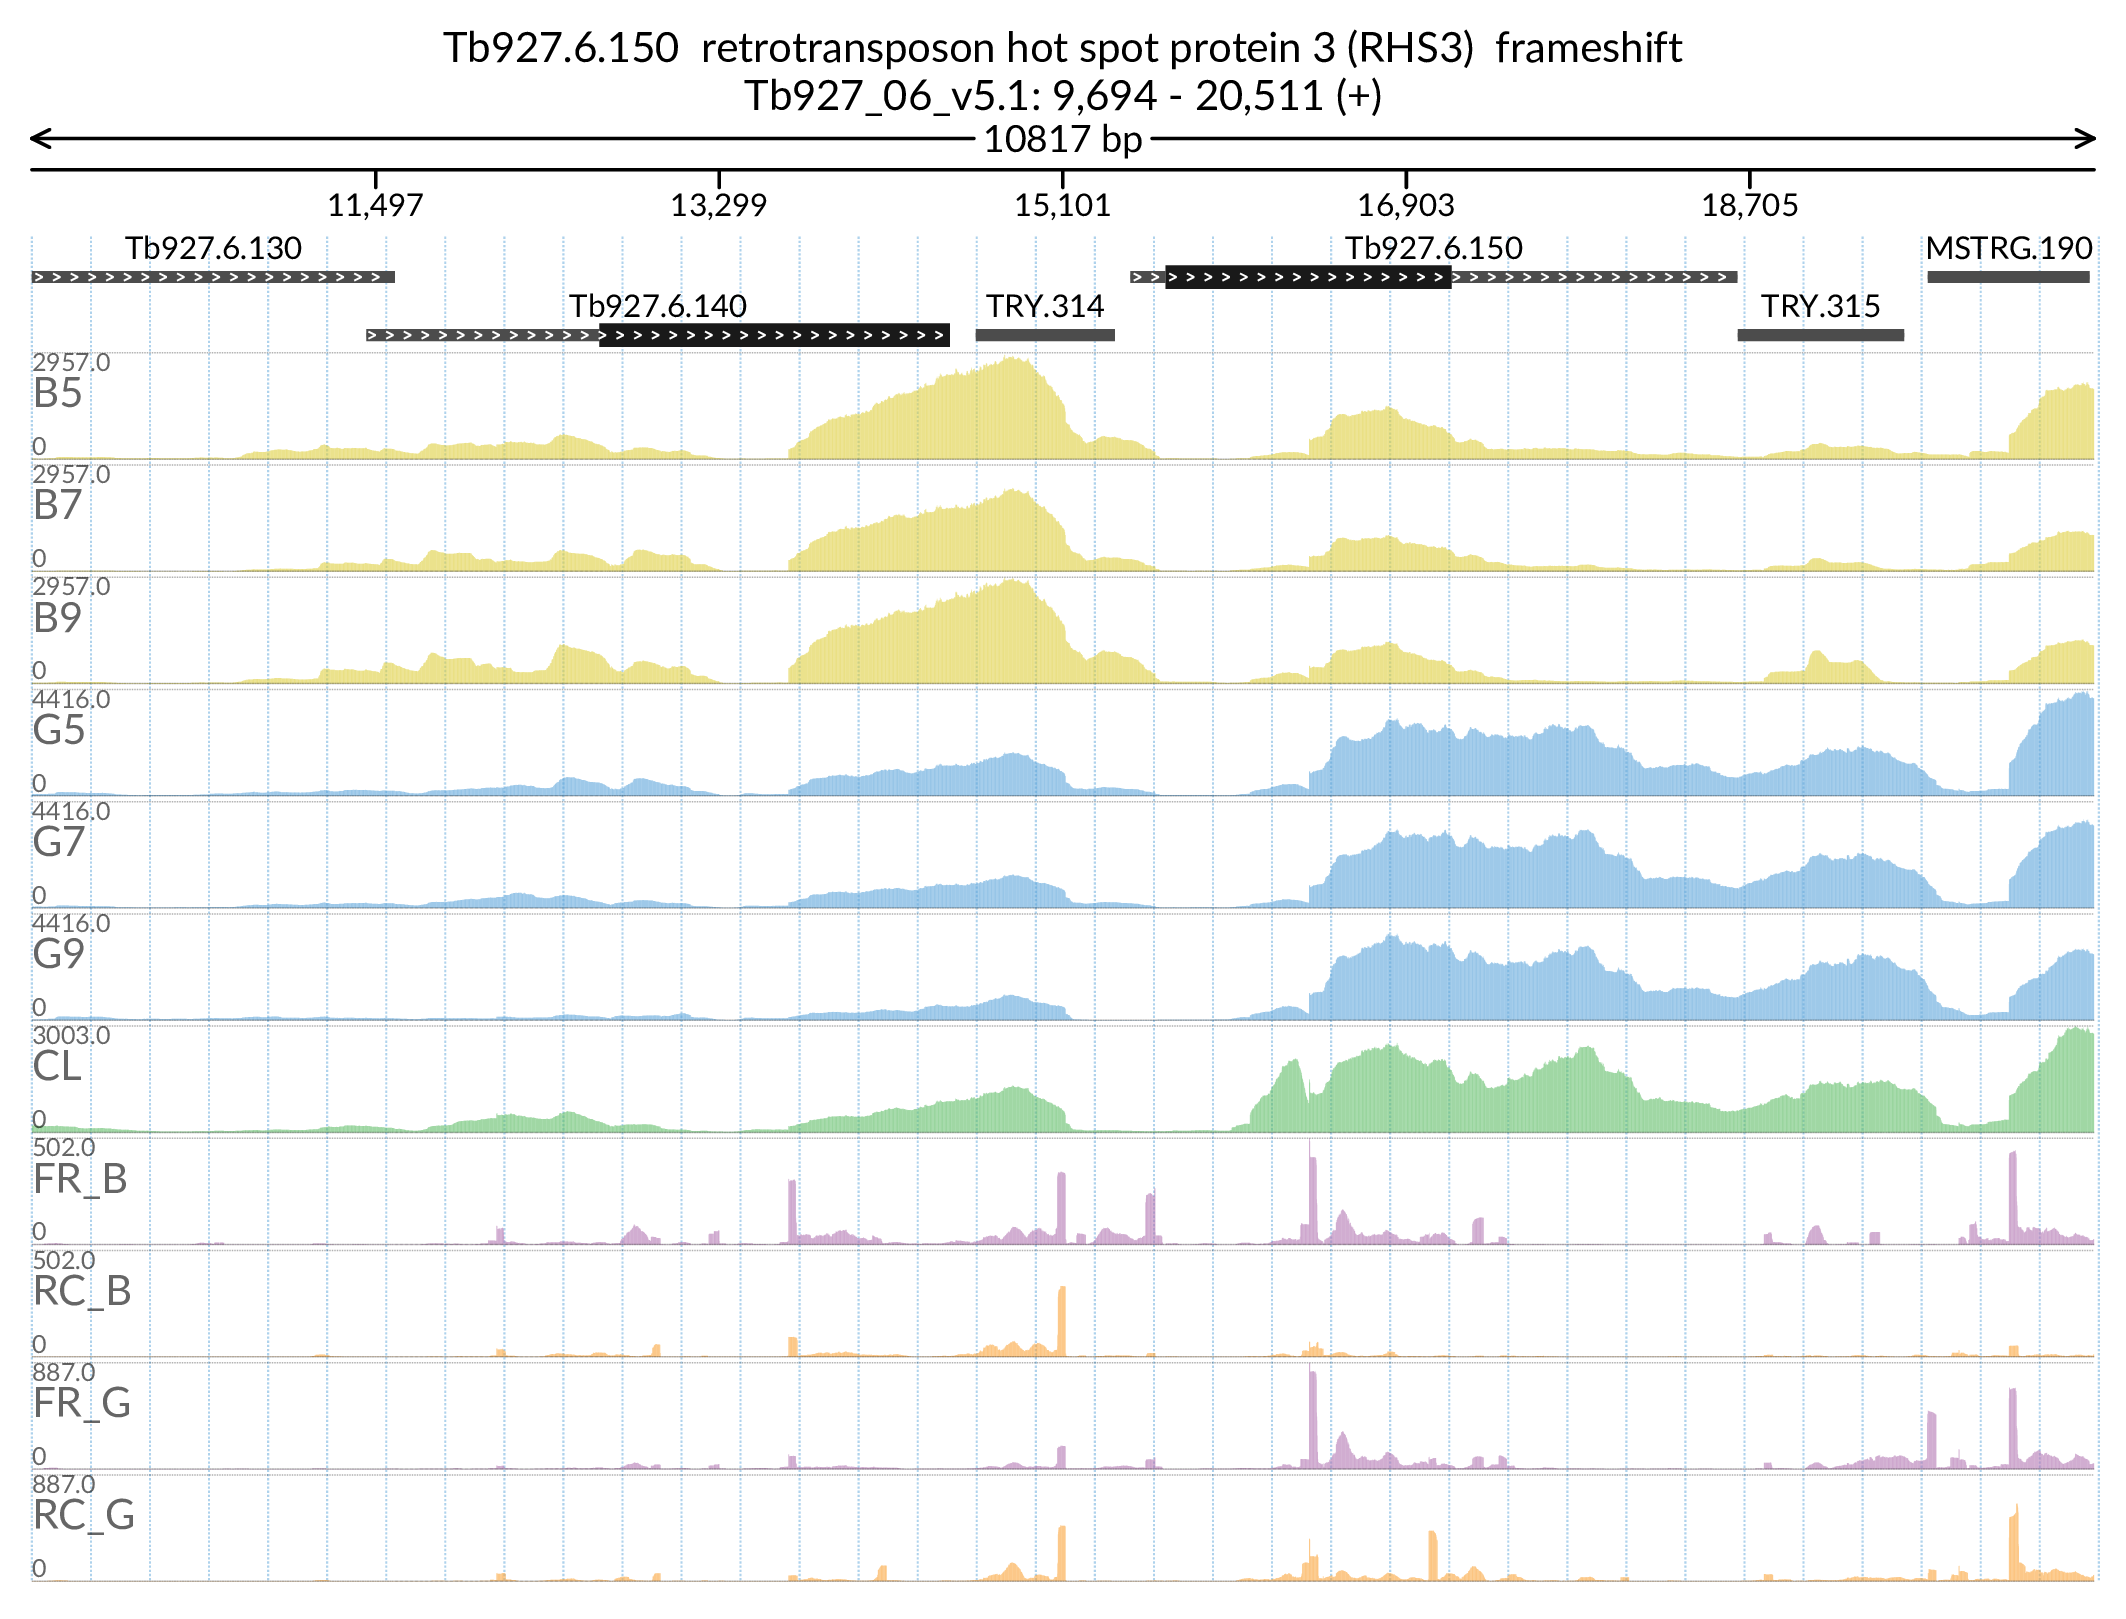 Tb927.6.150  retrotransposon hot spot protein 3 (RHS3)  frameshift
Tb927_06_v5.1: 9,694 - 20,511 (+)
10817 bp
11,497 13,299 15,101 16,903 18,705
Tb927.6.130 Tb927.6.150 MSTRG.190
Tb927.6.140 TRY.314 TRY.315
2957.0
B5
0
2957.0
B7
0
2957.0
B9
0
4416.0
G5
0
4416.0
G7
0
4416.0
G9
0
3003.0
CL
0
502.0
FR_B
0
502.0
RC_B
0
887.0
FR_G
0
887.0
RC_G
0